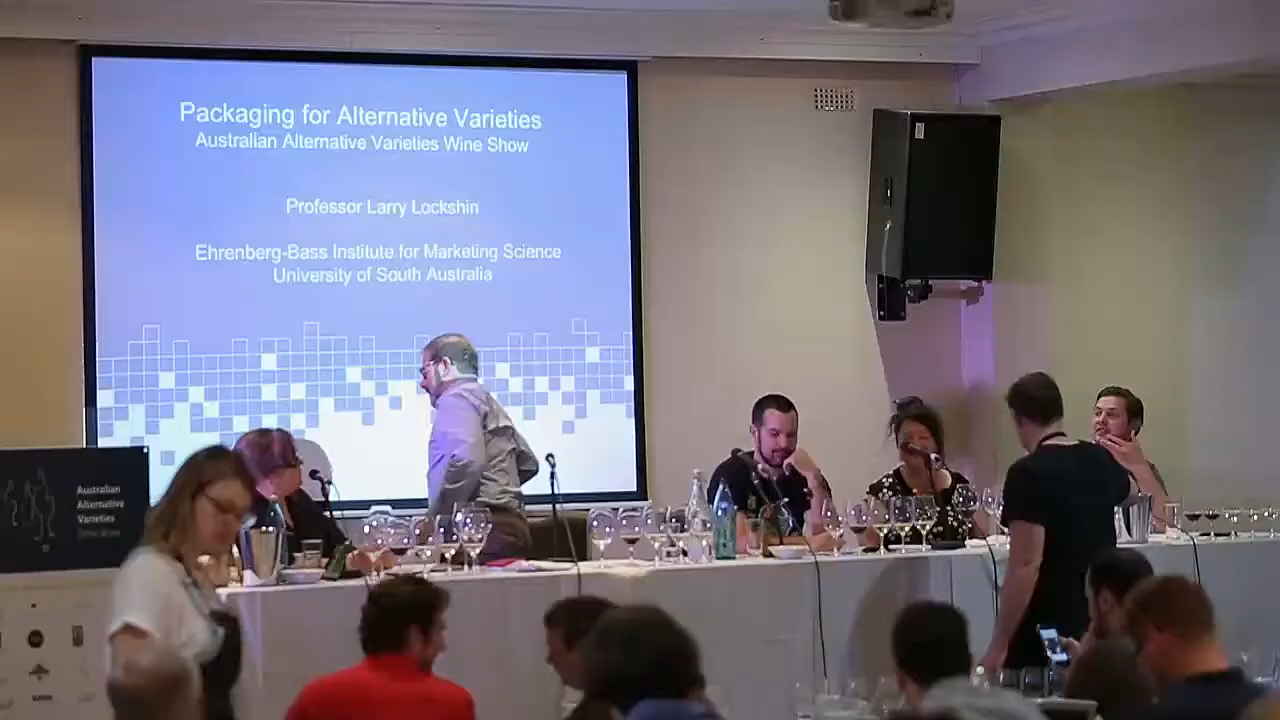 Packaging for Alternative Varieties
Australian Alternative Varieties Wine Show
Professor Larry Lockshin
Ehrenberg-Bass Institute for Marketing Science
University of South Australia
Australian
Alternative
Varieties